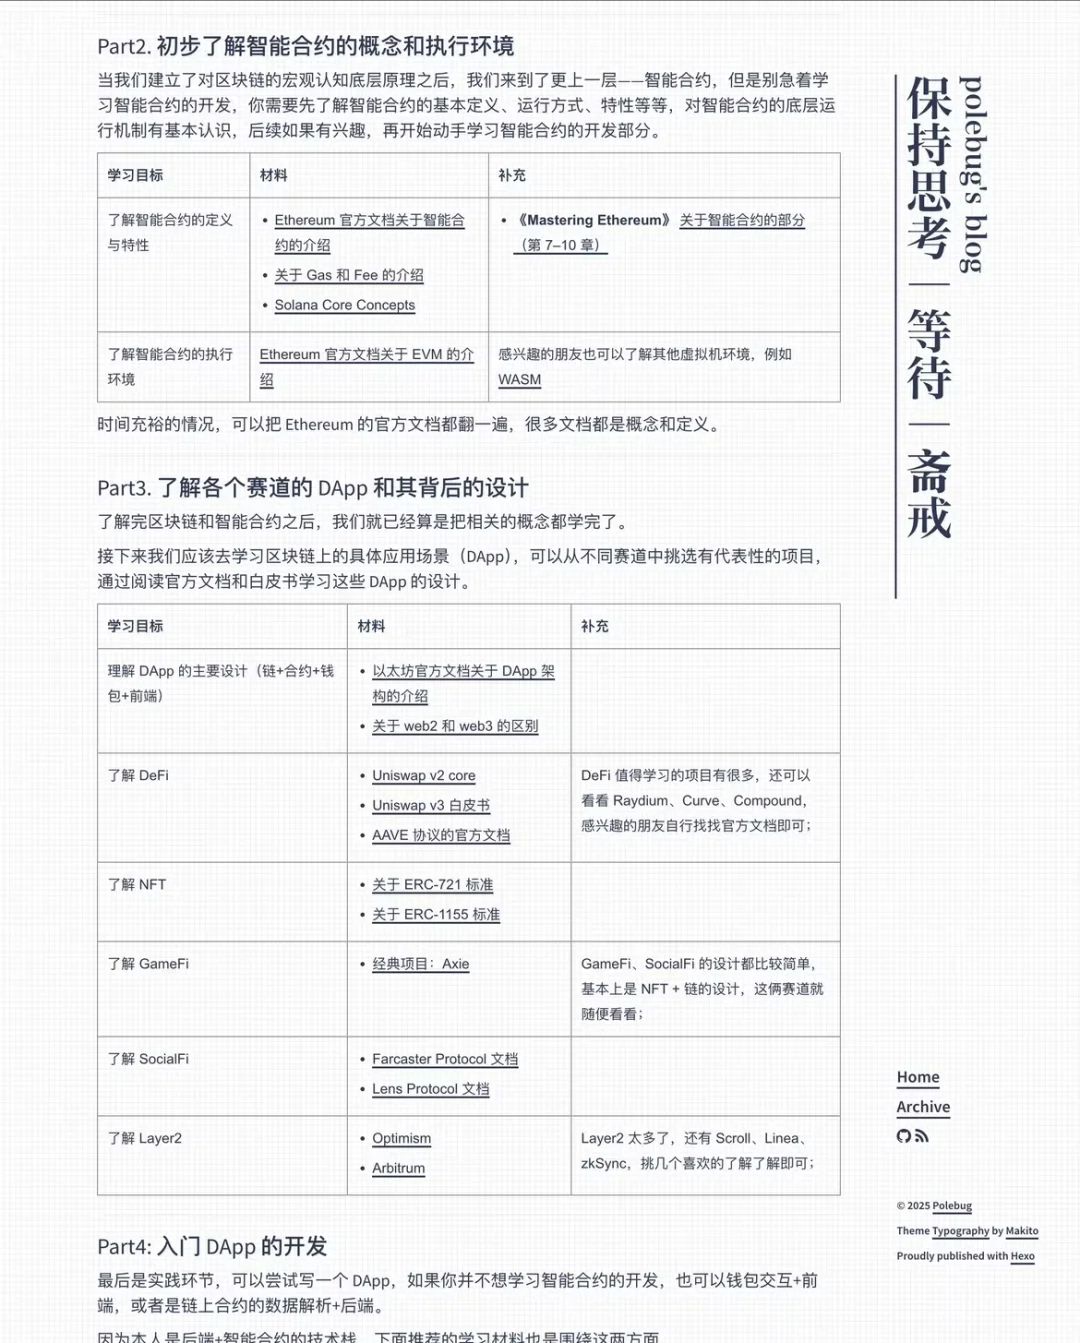 Part2. 初步了解智能合约的概念和执行环境
当我们建立了对区块链的宏观认知底层原理之后，我们来到了更上一层——智能合约，但是别急着学
习智能合约的开发，你需要先了解智能合约的基本定义、运行方式、特性等等，对智能合约的底层运
行机制有基本认识，后续如果有兴趣，再开始动手学习智能合约的开发部分。
学习目标
材料
补充
了解智能合约的定义
与特性
• Ethereum 官方文档关于智能合
约的介绍
• 关于 Gas 和 Fee 的介绍
• Solana Core Concepts
• 《Mastering Ethereum》 关于智能合约的部分
（第 7–10 章）
了解智能合约的执行
环境
Ethereum 官方文档关于 EVM 的介
绍
感兴趣的朋友也可以了解其他虚拟机环境，例如
WASM
时间充裕的情况，可以把 Ethereum 的官方文档都翻一遍，很多文档都是概念和定义。
Part3. 了解各个赛道的 DApp 和其背后的设计
了解完区块链和智能合约之后，我们就已经算是把相关的概念都学完了。
接下来我们应该去学习区块链上的具体应用场景（DApp），可以从不同赛道中挑选有代表性的项目，
通过阅读官方文档和白皮书学习这些 DApp 的设计。
学习目标
材料
补充
理解 DApp 的主要设计（链+合约+钱
包+前端）
• 以太坊官方文档关于 DApp 架
构的介绍
• 关于 web2 和 web3 的区别
了解 DeFi
• Uniswap v2 core
• Uniswap v3 白皮书
• AAVE 协议的官方文档
DeFi 值得学习的项目有很多，还可以
看看 Raydium、Curve、Compound，
感兴趣的朋友自行找找官方文档即可；
了解 NFT
• 关于 ERC-721 标准
• 关于 ERC-1155 标准
了解 GameFi
• 经典项目：Axie
GameFi、SocialFi 的设计都比较简单，
基本上是 NFT + 链的设计，这俩赛道就
随便看看；
了解 SocialFi
• Farcaster Protocol 文档
• Lens Protocol 文档
了解 Layer2
• Optimism
• Arbitrum
Layer2 太多了，还有 Scroll、Linea、
zkSync，挑几个喜欢的了解了解即可；
Part4: 入门 DApp 的开发
最后是实践环节，可以尝试写一个 DApp，如果你并不想学习智能合约的开发，也可以钱包交互+前
端，或者是链上合约的数据解析+后端。
因为本人是后端+智能合约的技术栈，下面推荐的学习材料也是围绕这两方面
polebug's blog
保持思考｜等待｜斋戒
Home
Archive
© 2025 Polebug
Theme Typography by Makito
Proudly published with Hexo